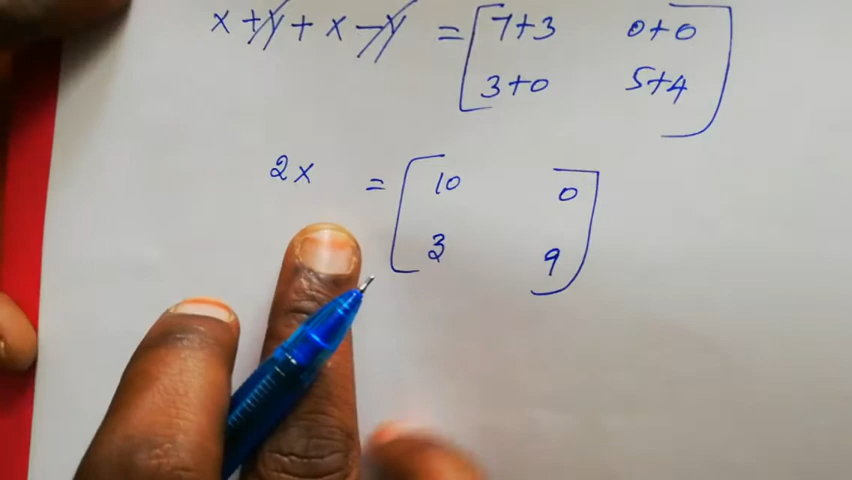 x + y + x - y = [ 7+3 0+0
3+0 5+4 ]
2x = [ 10 0
3 9 ]